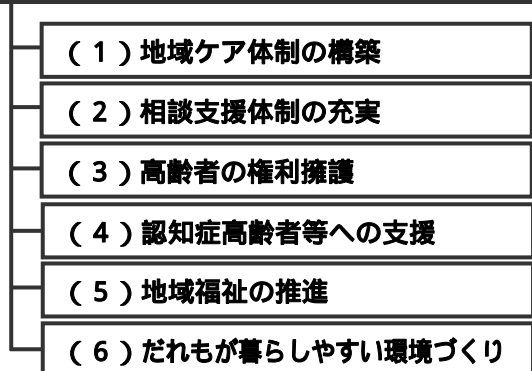 （１）地域ケア体制の構築
（２）相談支援体制の充実
（３）高齢者の権利擁護
（４）認知症高齢者等への支援
（５）地域福祉の推進
（６）だれもが暮らしやすい環境づくり